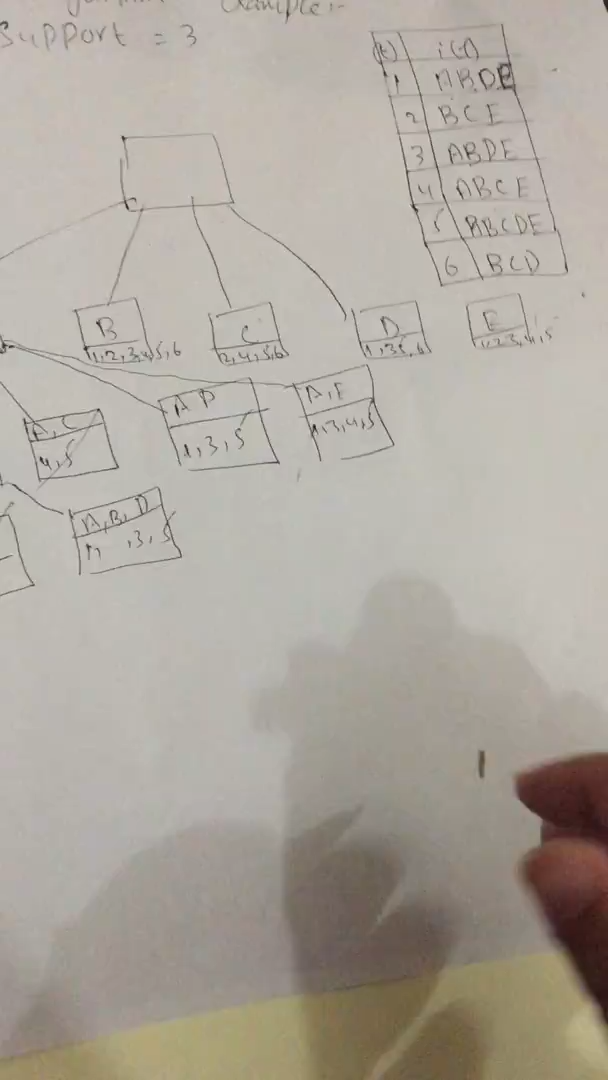 Support = 3
(t) i(t)
1 ABDE
2 BCE
3 ABDE
4 ABCE
5 ABCDE
6 BCD
B C D E
1,2,3,4,5,6 2,4,5,6 1,3,5,6 1,2,3,4,5
A,C A D A,E
4,5 1,3,5 1,3,4,5
A,B,D
1, ,3,5